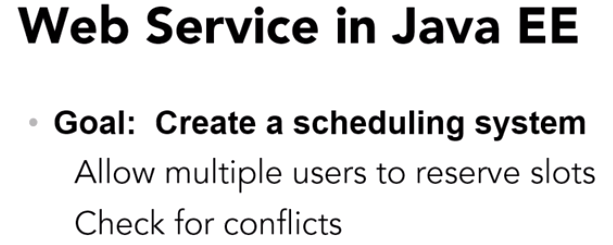 Web Service in Java EE
• Goal: Create a scheduling system
Allow multiple users to reserve slots
Check for conflicts